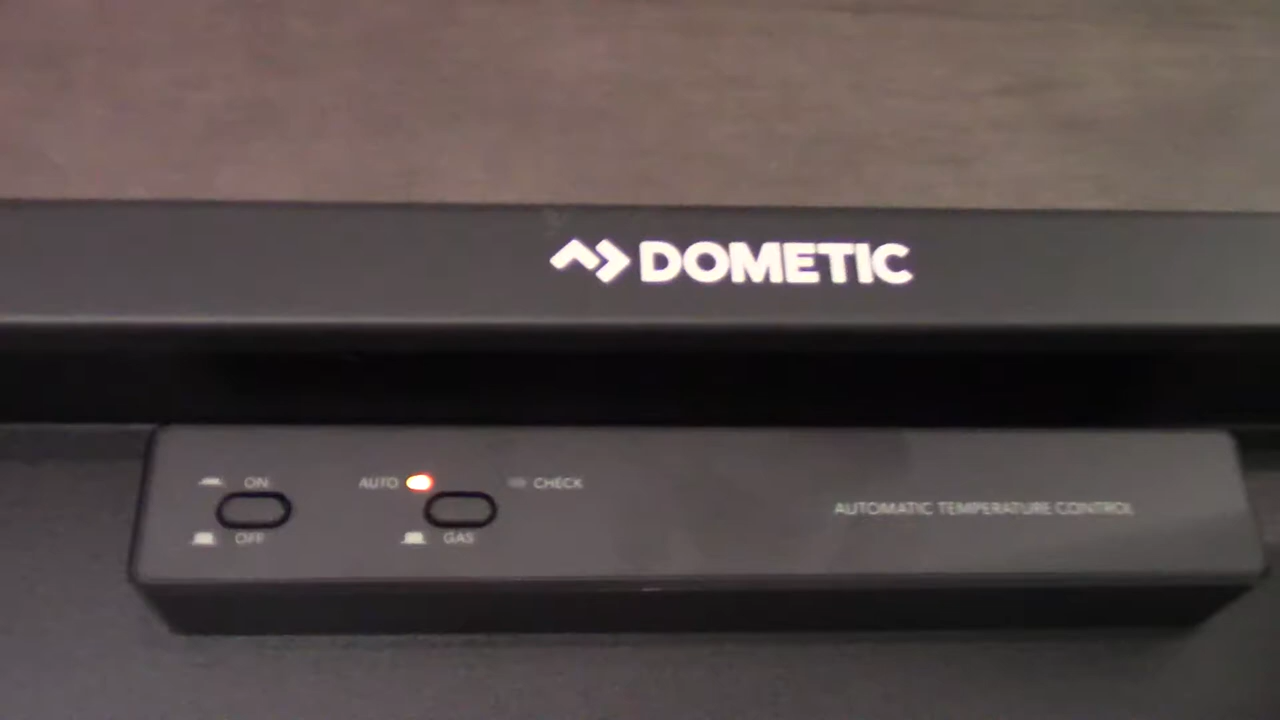 DOMETIC
ON
AUTO CHECK
AUTOMATIC TEMPERATURE CONTROL
OFF GAS